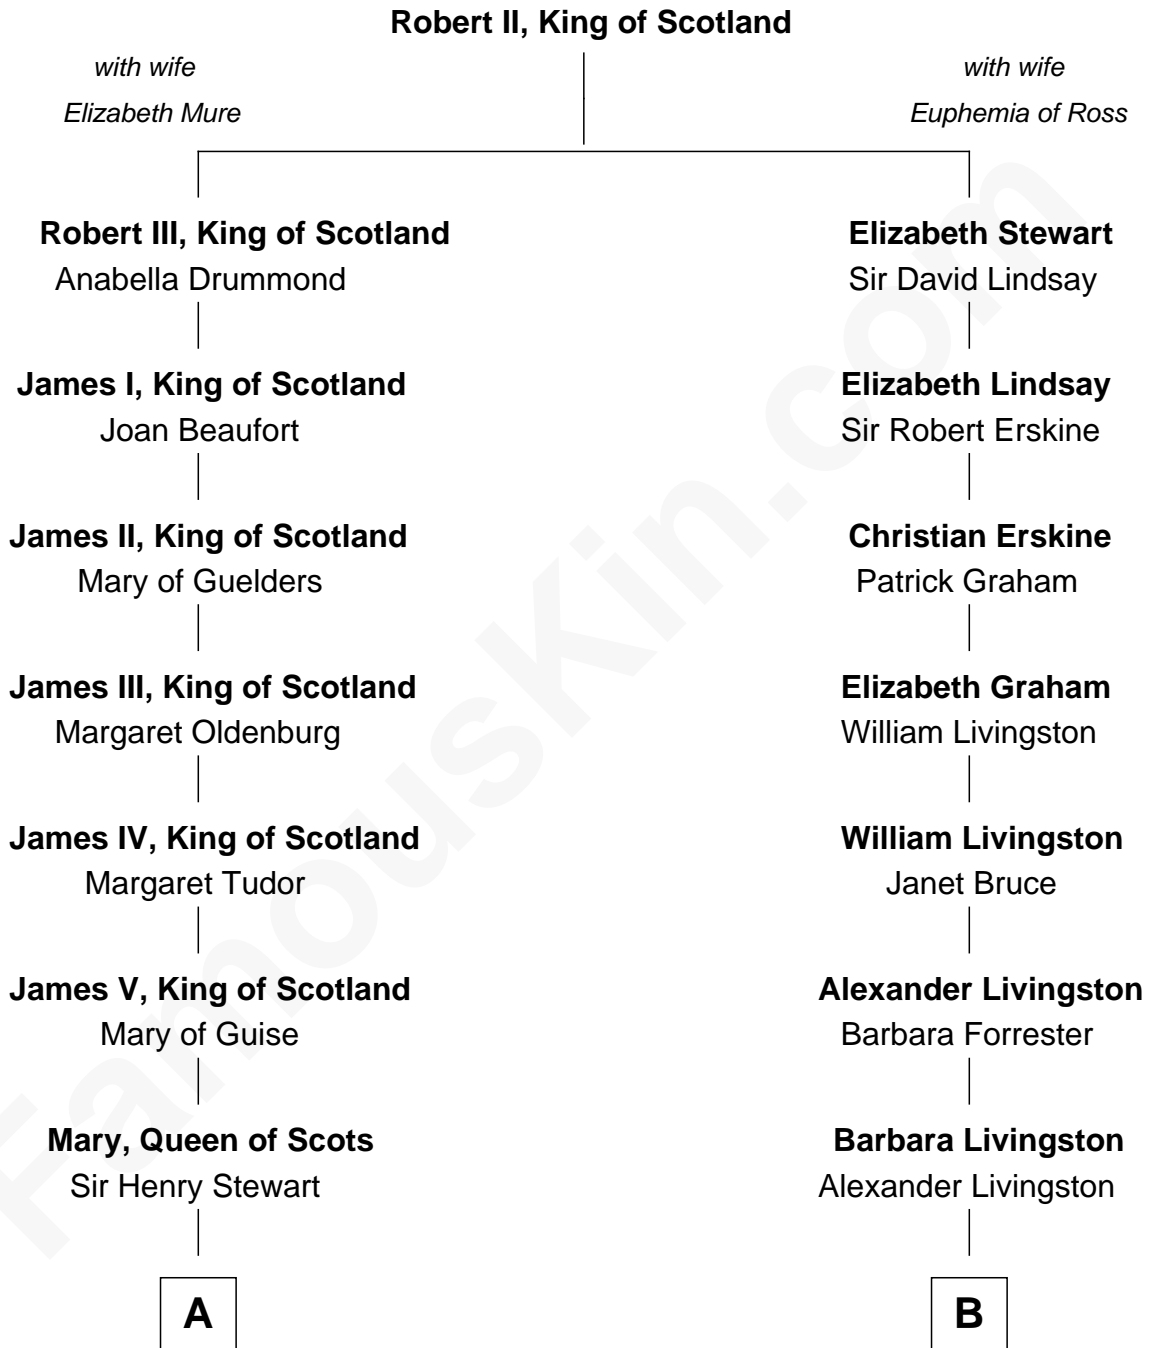 Robert II, King of Scotland
with wife
Elizabeth Mure
with wife
Euphemia of Ross
Robert III, King of Scotland
Anabella Drummond
Elizabeth Stewart
Sir David Lindsay
James I, King of Scotland
Joan Beaufort
Elizabeth Lindsay
Sir Robert Erskine
James II, King of Scotland
Mary of Guelders
Christian Erskine
Patrick Graham
James III, King of Scotland
Margaret Oldenburg
Elizabeth Graham
William Livingston
James IV, King of Scotland
Margaret Tudor
William Livingston
Janet Bruce
James V, King of Scotland
Mary of Guise
Alexander Livingston
Barbara Forrester
Mary, Queen of Scots
Sir Henry Stewart
Barbara Livingston
Alexander Livingston
A
B
FamousKin.com